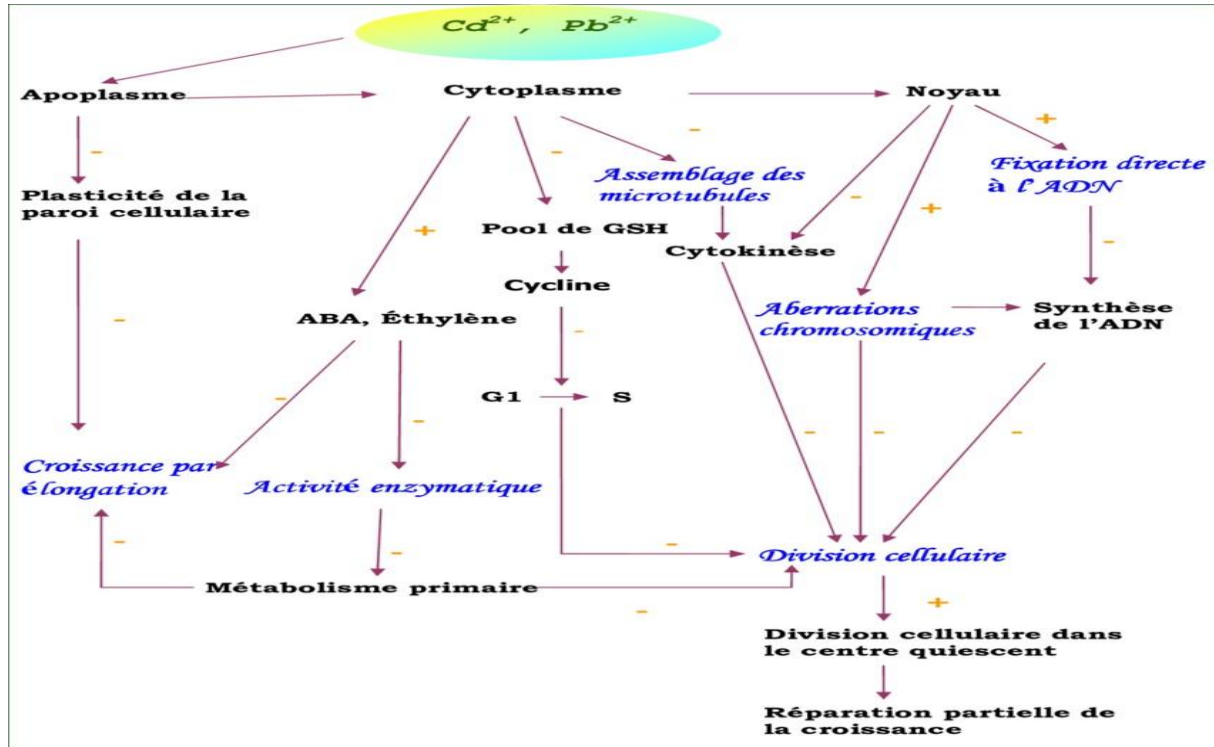 Cd2+, Pb2+
Apoplasme
Cytoplasme
Noyau
+
-
-
-
Assemblage des
microtubules
Fixation directe
à l'ADN
Plasticité de la
paroi cellulaire
-
+
-
+
Pool de GSH
Cytokinèse
Cycline
ABA, Éthylène
Aberrations
chromosomiques
Synthèse
de l'ADN
-
-
G1
S
-
-
-
-
-
Croissance par
élongation
Activité enzymatique
-
-
-
Division cellulaire
Métabolisme primaire
-
+
Division cellulaire dans
le centre quiescent
Réparation partielle de
la croissance